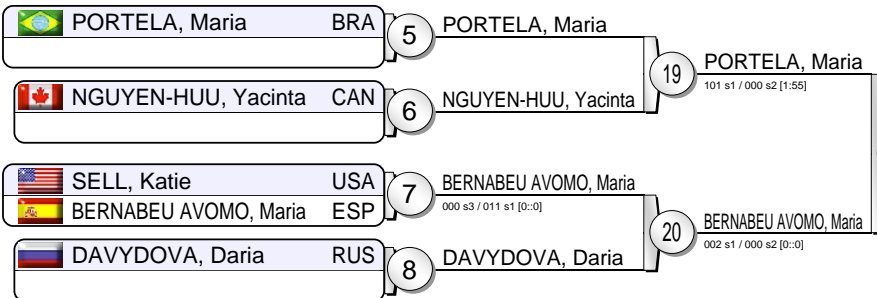 PORTELA, Maria BRA
5
PORTELA, Maria
19
PORTELA, Maria
101 s1 / 000 s2 [1:55]
NGUYEN-HUU, Yacinta CAN
6
NGUYEN-HUU, Yacinta
SELL, Katie USA
BERNABEU AVOMO, Maria ESP
7
BERNABEU AVOMO, Maria
000 s3 / 011 s1 [0::0]
20
BERNABEU AVOMO, Maria
002 s1 / 000 s2 [0::0]
DAVYDOVA, Daria RUS
8
DAVYDOVA, Daria